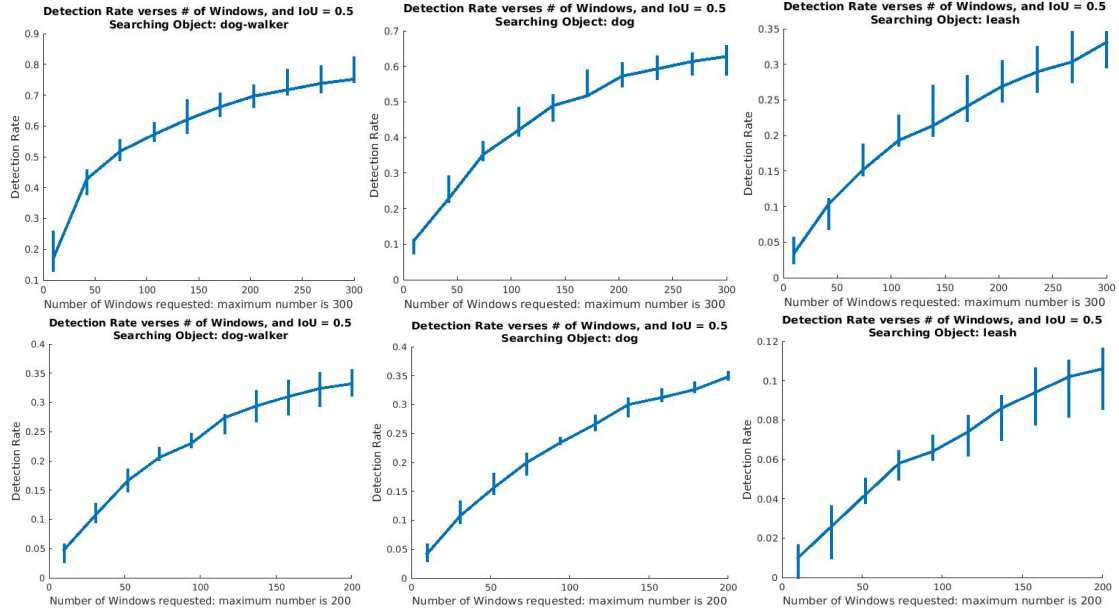 Detection Rate verses # of Windows, and IoU = 0.5
Searching Object: dog-walker
0.9
0.8
0.7
0.6
0.5
0.4
0.3
0.2
0.1
Detection Rate
0 50 100 150 200 250 300
Number of Windows requested: maximum number is 300
Detection Rate verses # of Windows, and IoU = 0.5
Searching Object: dog
0.7
0.6
0.5
0.4
0.3
0.2
0.1
0
Detection Rate
0 50 100 150 200 250 300
Number of Windows requested: maximum number is 300
Detection Rate verses # of Windows, and IoU = 0.5
Searching Object: leash
0.35
0.3
0.25
0.2
0.15
0.1
0.05
0
Detection Rate
0 50 100 150 200 250 300
Number of Windows requested: maximum number is 300
Detection Rate verses # of Windows, and IoU = 0.5
Searching Object: dog-walker
0.4
0.35
0.3
0.25
0.2
0.15
0.1
0.05
0
Detection Rate
0 50 100 150 200
Number of Windows requested: maximum number is 200
Detection Rate verses # of Windows, and IoU = 0.5
Searching Object: dog
0.4
0.35
0.3
0.25
0.2
0.15
0.1
0.05
0
Detection Rate
0 50 100 150 200
Number of Windows requested: maximum number is 200
Detection Rate verses # of Windows, and IoU = 0.5
Searching Object: leash
0.12
0.1
0.08
0.06
0.04
0.02
0
Detection Rate
0 50 100 150 200
Number of Windows requested: maximum number is 200